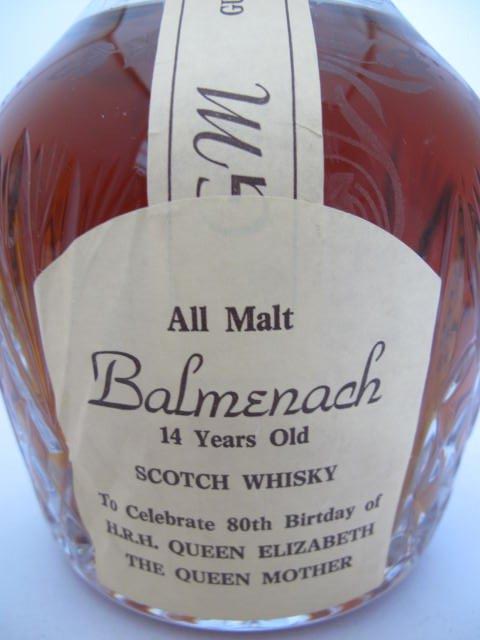 All Malt
Balmenach
14 Years Old
SCOTCH WHISKY
To Celebrate 80th Birtday of
H.R.H. QUEEN ELIZABETH
THE QUEEN MOTHER